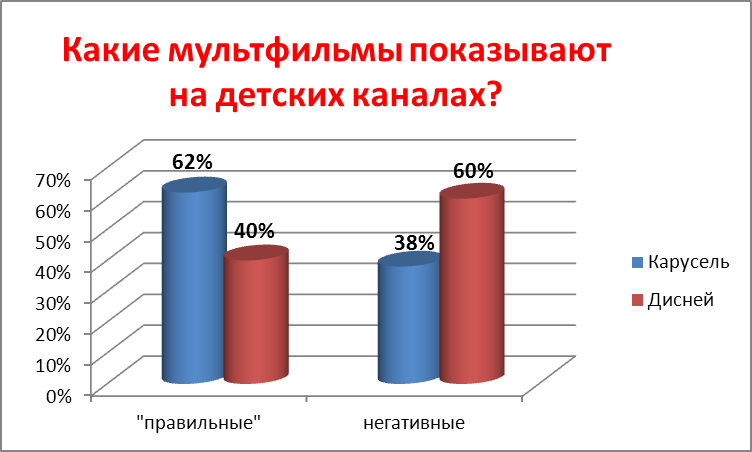 Какие мультфильмы показывают
на детских каналах?
62%
40%
38%
60%
70%
60%
50%
40%
30%
20%
10%
0%
"правильные"
негативные
Карусель
Дисней